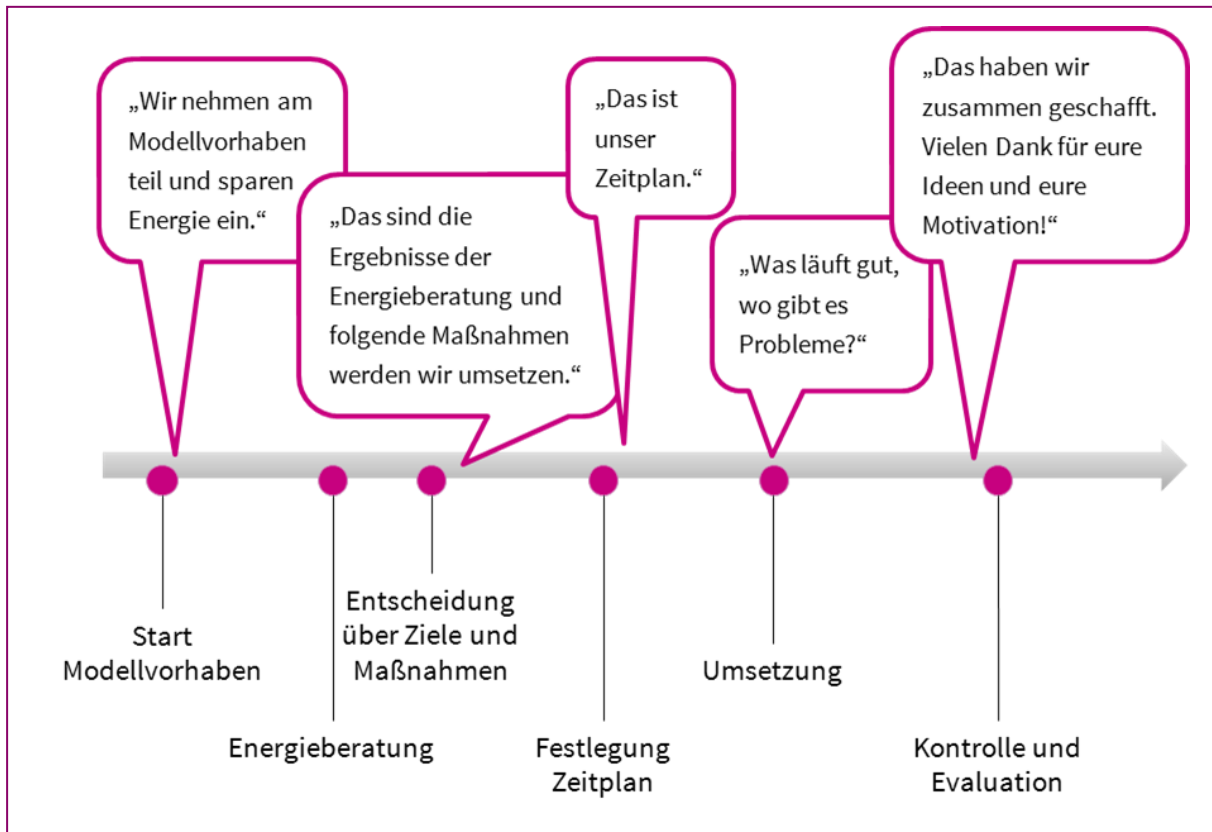 „Wir nehmen am
Modellvorhaben
teil und sparen
Energie ein.“
„Das sind die
Ergebnisse der
Energieberatung und
folgende Maßnahmen
werden wir umsetzen.“
„Das ist
unser
Zeitplan.“
„Was läuft gut,
wo gibt es
Probleme?“
„Das haben wir
zusammen geschafft.
Vielen Dank für eure
Ideen und eure
Motivation!“
Start
Modellvorhaben
Energieberatung
Entscheidung
über Ziele und
Maßnahmen
Festlegung
Zeitplan
Umsetzung
Kontrolle und
Evaluation